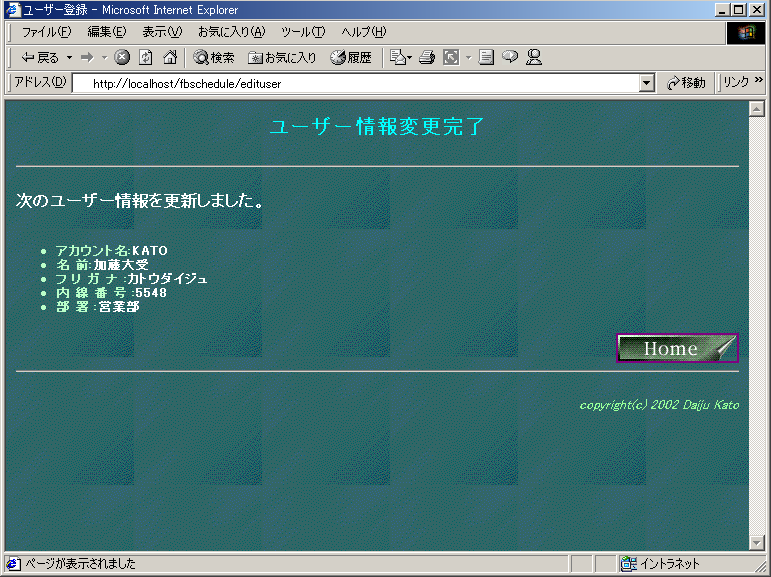 ユーザー登録 - Microsoft Internet Explorer
ファイル(F) 編集(E) 表示(V) お気に入り(A) ツール(T) ヘルプ(H)
戻る 検索 お気に入り 履歴
アドレス(D) http://localhost/fbschedule/edituser 移動 リンク »
ユーザー情報変更完了
次のユーザー情報を更新しました。
• アカウント名:KATO
• 名 前:加藤大受
• フ リ ガ ナ :カトウダイジュ
• 内 線 番 号 :5548
• 部 署 :営業部
Home
copyright(c) 2002 Daiju Kato
ページが表示されました イントラネット